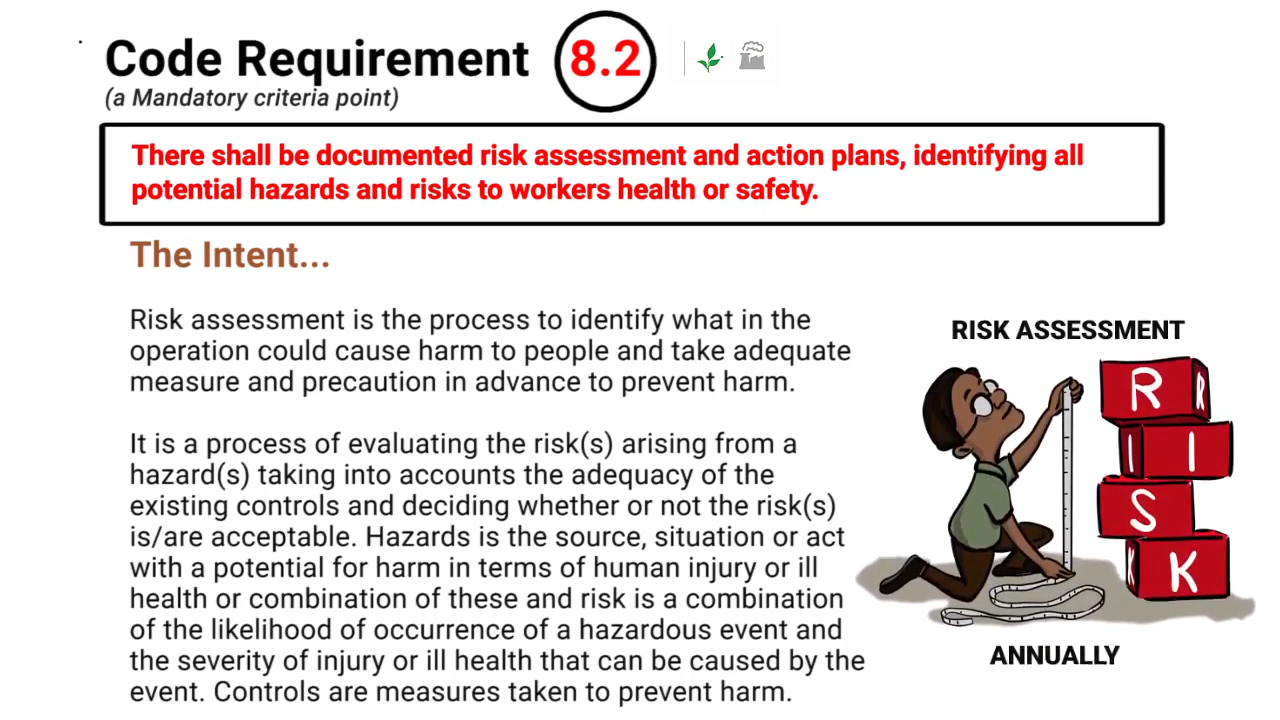 Code Requirement 8.2
(a Mandatory criteria point)
There shall be documented risk assessment and action plans, identifying all
potential hazards and risks to workers health or safety.
The Intent...
Risk assessment is the process to identify what in the
operation could cause harm to people and take adequate
measure and precaution in advance to prevent harm.
It is a process of evaluating the risk(s) arising from a
hazard(s) taking into accounts the adequacy of the
existing controls and deciding whether or not the risk(s)
is/are acceptable. Hazards is the source, situation or act
with a potential for harm in terms of human injury or ill
health or combination of these and risk is a combination
of the likelihood of occurrence of a hazardous event and
the severity of injury or ill health that can be caused by the
event. Controls are measures taken to prevent harm.
RISK ASSESSMENT
R R
I I
S
K K
ANNUALLY